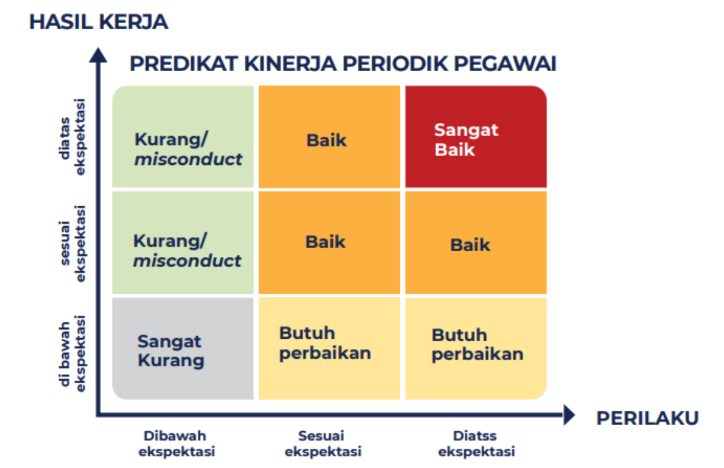 HASIL KERJA
PREDIKAT KINERJA PERIODIK PEGAWAI
diatas
ekspektasi
Kurang/
misconduct
Baik
Sangat
Baik
sesuai
ekspektasi
Kurang/
misconduct
Baik
Baik
di bawah
ekspektasi
Sangat
Kurang
Butuh
perbaikan
Butuh
perbaikan
PERILAKU
Dibawah
ekspektasi
Sesuai
ekspektasi
Diatss
ekspektasi